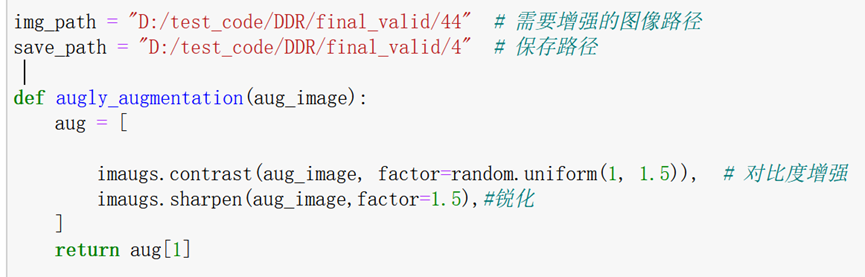 img_path = "D:/test_code/DDR/final_valid/44"  # 需要增强的图像路径
save_path = "D:/test_code/DDR/final_valid/4"  # 保存路径
def augly_augmentation(aug_image):
    aug = [
        imaugs.contrast(aug_image, factor=random.uniform(1, 1.5)),  # 对比度增强
        imaugs.sharpen(aug_image,factor=1.5),#锐化
    ]
    return aug[1]